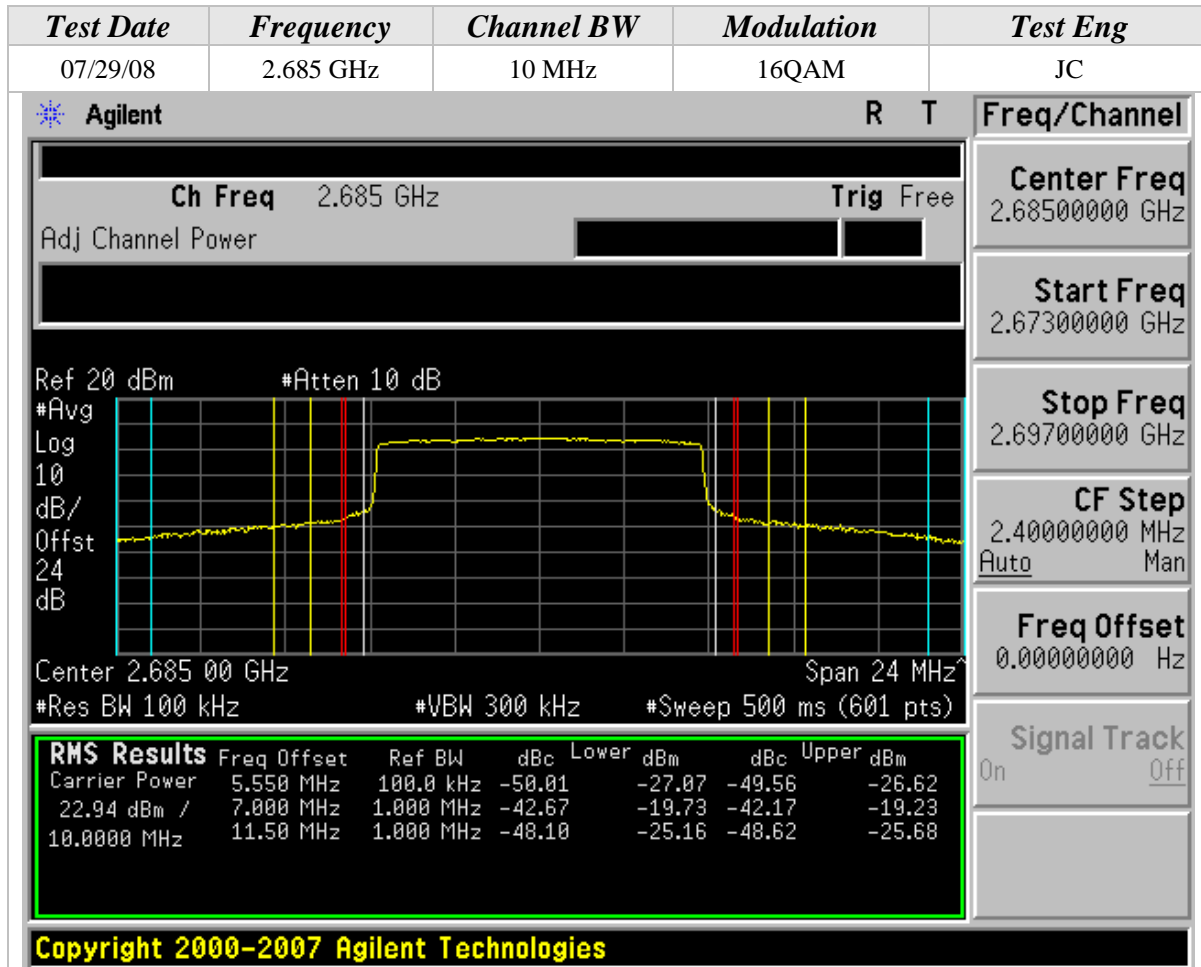 Test Date Frequency Channel BW Modulation Test Eng
07/29/08 2.685 GHz 10 MHz 16QAM JC
Agilent R T Freq/Channel
Ch Freq 2.685 GHz Trig Free
Adj Channel Power
Center Freq
2.68500000 GHz
Start Freq
2.67300000 GHz
Stop Freq
2.69700000 GHz
CF Step
2.40000000 MHz
Auto Man
Freq Offset
0.00000000 Hz
Signal Track
On Off
Ref 20 dBm #Atten 10 dB
#Avg
Log
10
dB/
Offst
24
dB
Center 2.685 00 GHz Span 24 MHz^
#Res BW 100 kHz #VBW 300 kHz #Sweep 500 ms (601 pts)
RMS Results Freq Offset Ref BW dBc Lower dBm dBc Upper dBm
Carrier Power 5.550 MHz 100.0 kHz -50.01 -27.07 -49.56 -26.62
22.94 dBm / 7.000 MHz 1.000 MHz -42.67 -19.73 -42.17 -19.23
10.0000 MHz 11.50 MHz 1.000 MHz -48.10 -25.16 -48.62 -25.68
Copyright 2000-2007 Agilent Technologies